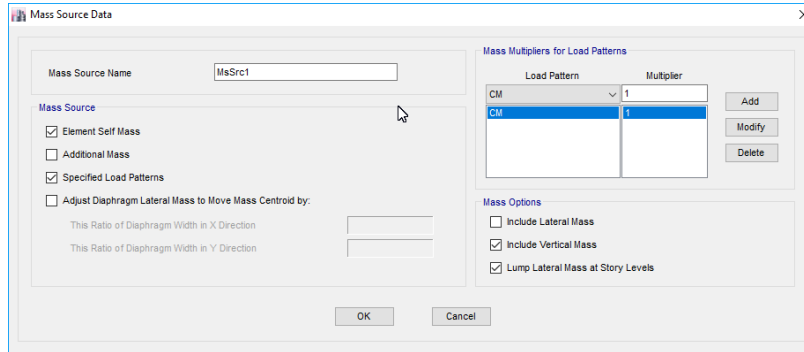 Mass Source Data
Mass Source Name
MsSrc1
Mass Source
Element Self Mass
Additional Mass
Specified Load Patterns
Adjust Diaphragm Lateral Mass to Move Mass Centroid by:
This Ratio of Diaphragm Width in X Direction
This Ratio of Diaphragm Width in Y Direction
Mass Multipliers for Load Patterns
Load Pattern Multiplier
CM 1
CM 1
Add
Modify
Delete
Mass Options
Include Lateral Mass
Include Vertical Mass
Lump Lateral Mass at Story Levels
OK Cancel